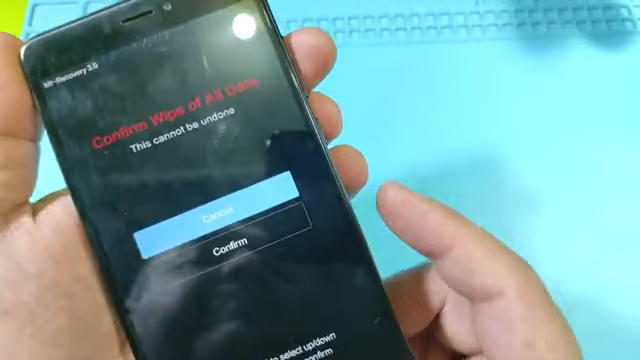 Mi-Recovery 3.0
Confirm Wipe of All Data
This cannot be undone
Cancel
Confirm
to select up/down
confirm